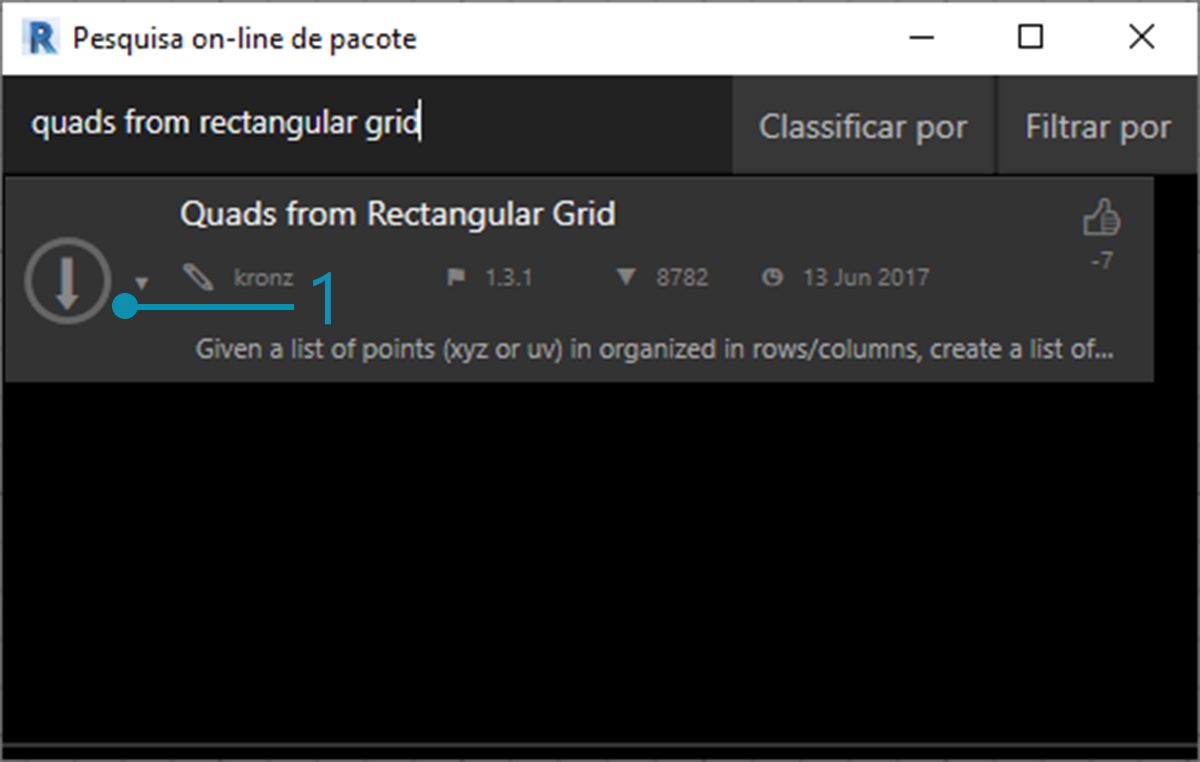 Pesquisa on-line de pacote
quads from rectangular grid
Classificar por
Filtrar por
Quads from Rectangular Grid
kronz
1.3.1
8782
13 Jun 2017
-7
1
Given a list of points (xyz or uv) in organized in rows/columns, create a list of...